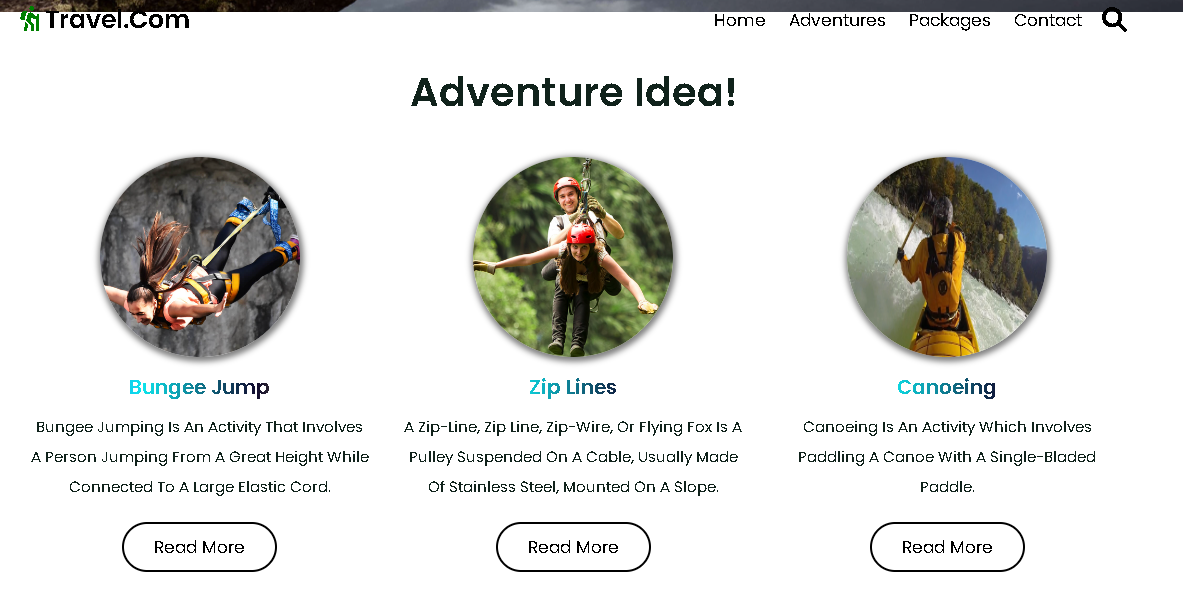 Travel.Com
Home Adventures Packages Contact
Adventure Idea!
Bungee Jump
Bungee Jumping Is An Activity That Involves
A Person Jumping From A Great Height While
Connected To A Large Elastic Cord.
Read More
Zip Lines
A Zip-Line, Zip Line, Zip-Wire, Or Flying Fox Is A
Pulley Suspended On A Cable, Usually Made
Of Stainless Steel, Mounted On A Slope.
Read More
Canoeing
Canoeing Is An Activity Which Involves
Paddling A Canoe With A Single-Bladed
Paddle.
Read More